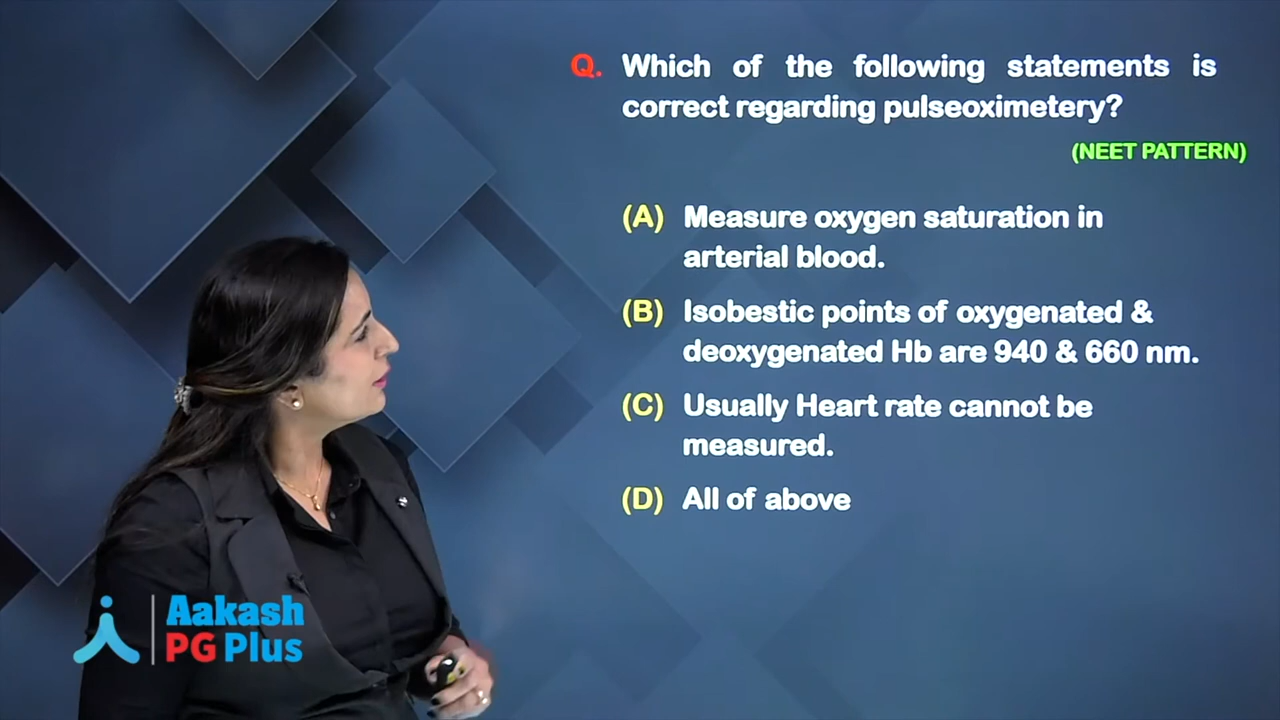 Q. Which of the following statements is
correct regarding pulseoximetery?
(NEET PATTERN)
(A) Measure oxygen saturation in
arterial blood.
(B) Isobestic points of oxygenated &
deoxygenated Hb are 940 & 660 nm.
(C) Usually Heart rate cannot be
measured.
(D) All of above
Aakash
PG Plus